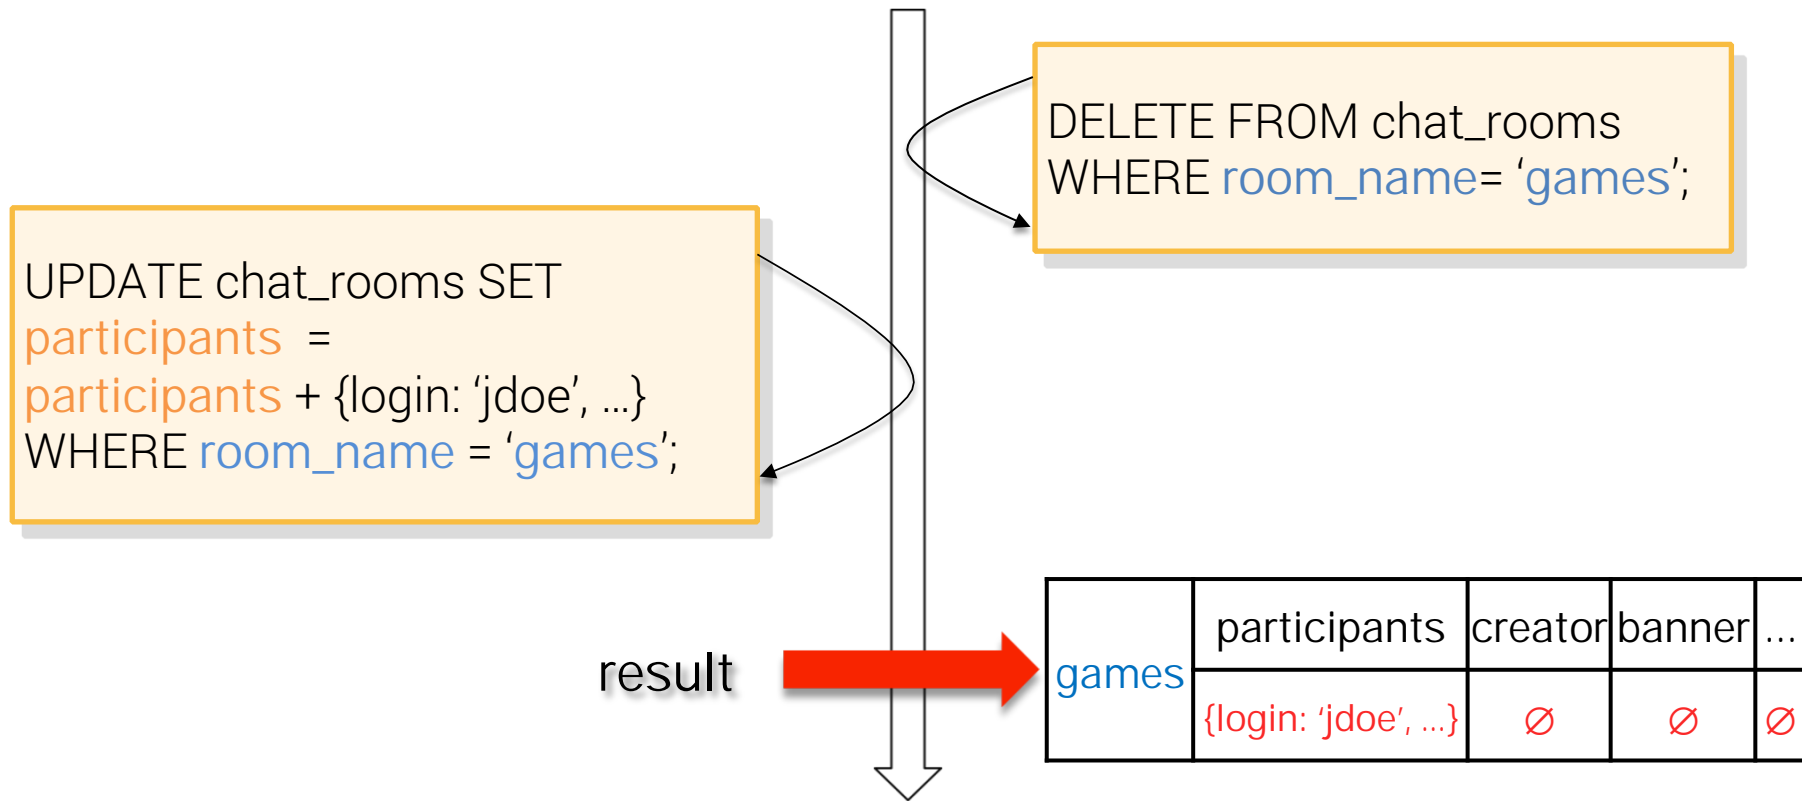 DELETE FROM chat_rooms
WHERE room_name= ‘games’;
UPDATE chat_rooms SET
participants =
participants + {login: ‘jdoe’, ...}
WHERE room_name = ‘games’;
result
games
participants creator banner ...
{login: ‘jdoe’, ...} ∅ ∅ ∅